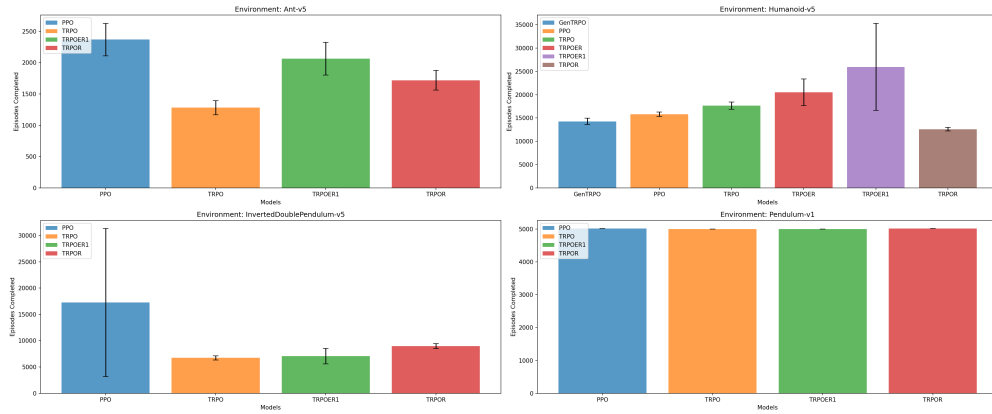 Environment: Ant-v5
PPO
TRPO
TRPOER1
TRPOR
Episodes Completed
2500
2000
1500
1000
500
0
PPO
TRPO
TRPOER1
TRPOR
Models
Environment: Humanoid-v5
GenTRPO
PPO
TRPO
TRPOER
TRPOER1
TRPOR
Episodes Completed
35000
30000
25000
20000
15000
10000
5000
0
GenTRPO
PPO
TRPO
TRPOER
TRPOER1
TRPOR
Models
Environment: InvertedDoublePendulum-v5
PPO
TRPO
TRPOER1
TRPOR
Episodes Completed
30000
25000
20000
15000
10000
5000
0
PPO
TRPO
TRPOER1
TRPOR
Models
Environment: Pendulum-v1
PPO
TRPO
TRPOER1
TRPOR
Episodes Completed
5000
4000
3000
2000
1000
0
PPO
TRPO
TRPOER1
TRPOR
Models